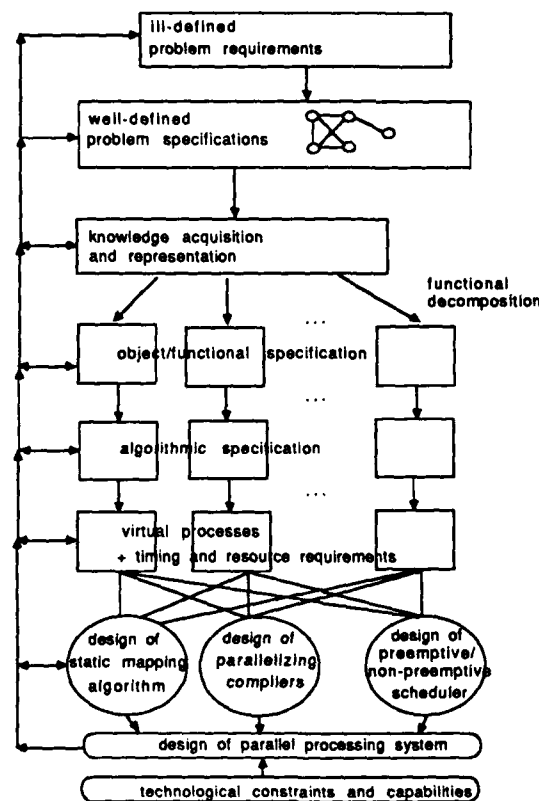 ill-defined
problem requirements
well-defined
problem specifications
knowledge acquisition
and representation
functional
decomposition
...
object/functional specification
...
algorithmic specification
...
virtual processes
+ timing and resource requirements
design of
static mapping
algorithm
design of
parallelizing
compliers
design of
preemptive/
non-preemptive
scheduler
design of parallel processing system
technological constraints and capabilities